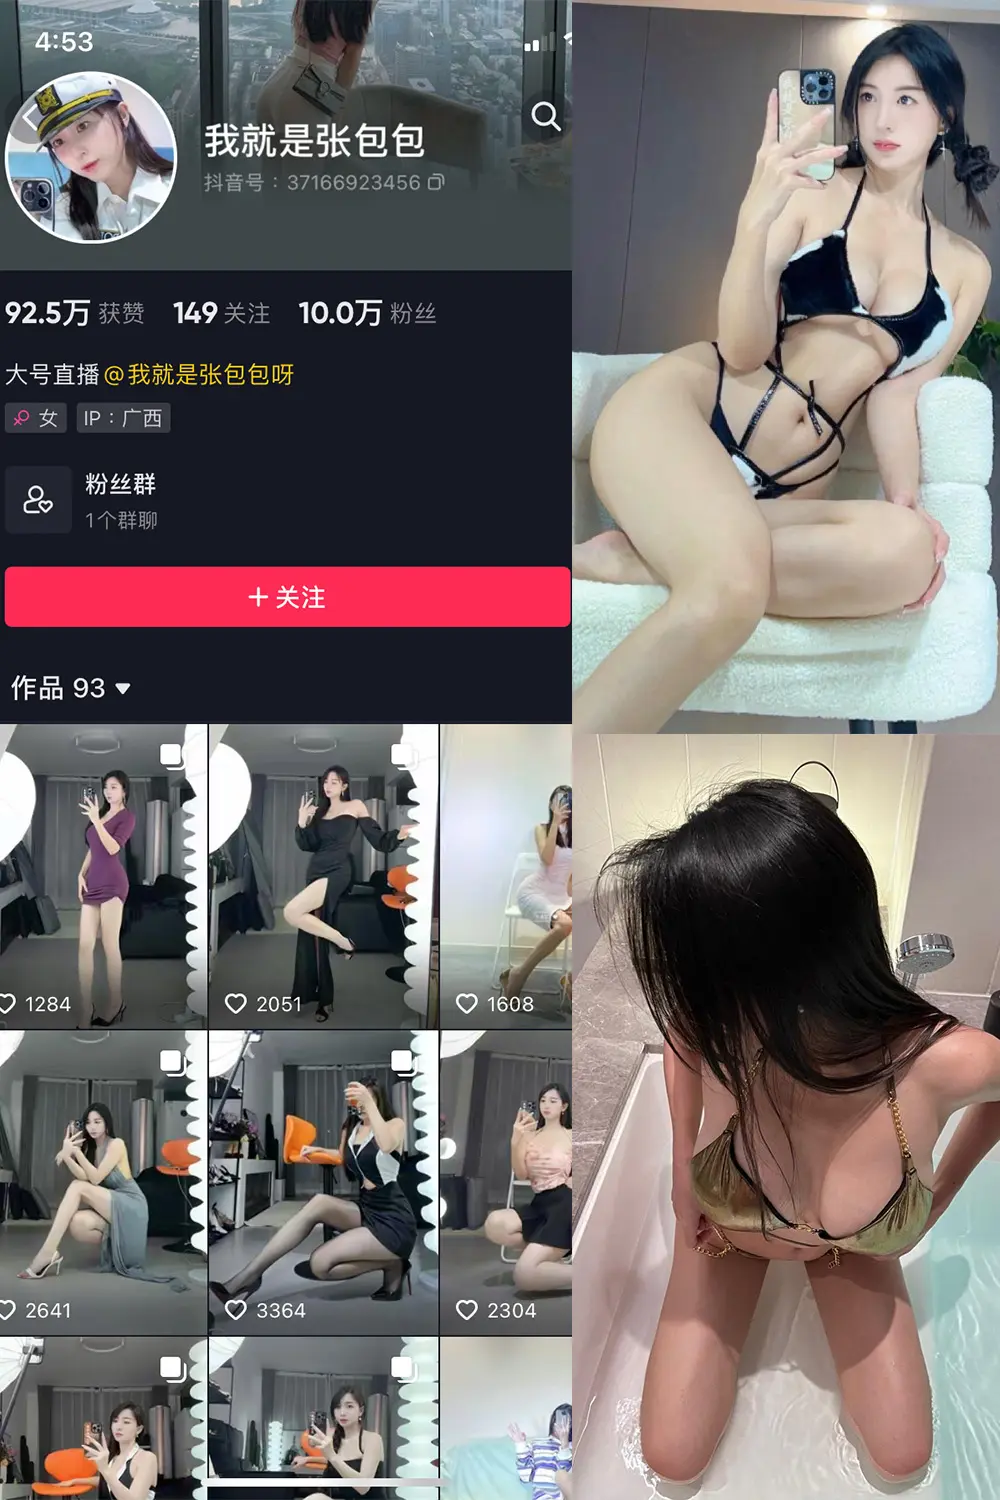 4:53
我就是张包包
抖音号：37166923456
92.5万 获赞 149 关注 10.0万 粉丝
大号直播@我就是张包包呀
女 IP：广西
粉丝群
1个群聊
+ 关注
作品 93
1284 2051 1608
2641 3364 2304